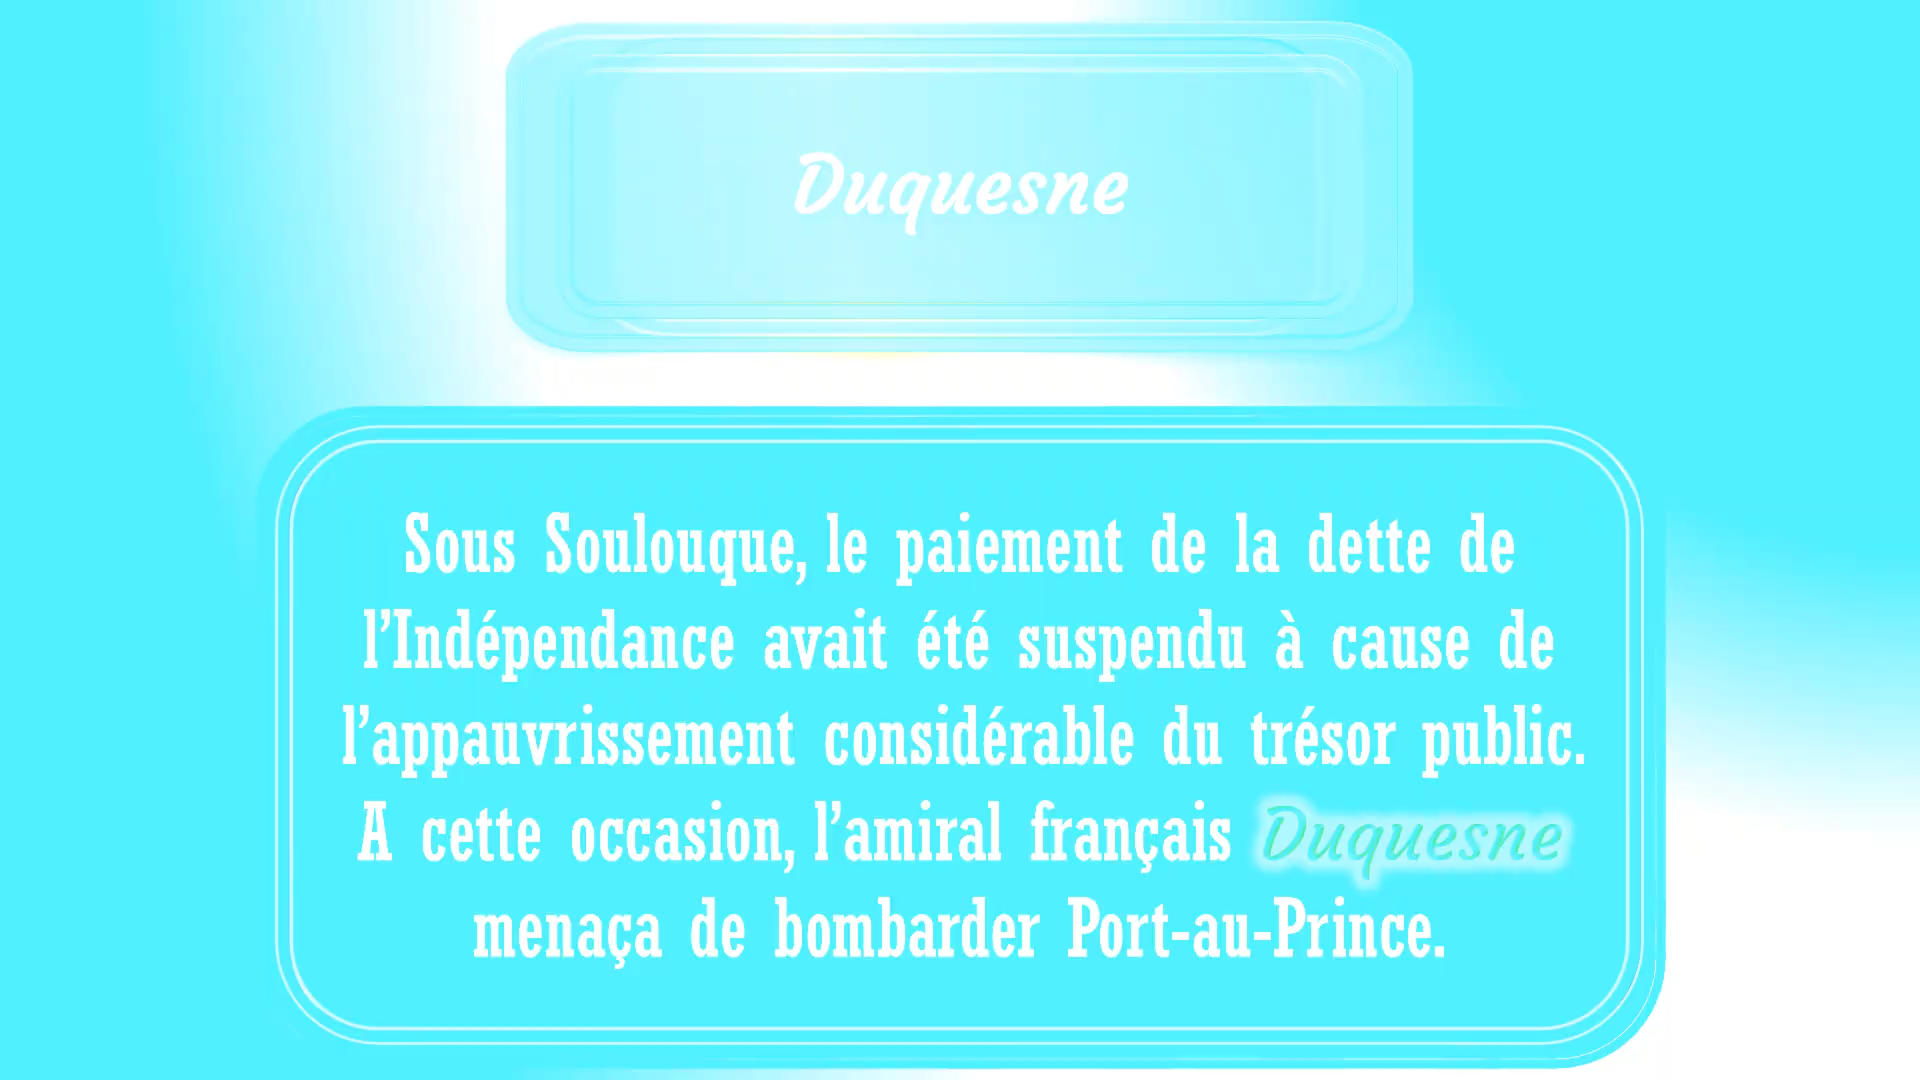 Duquesne
Sous Soulouque, le paiement de la dette de
l’Indépendance avait été suspendu à cause de
l’appauvrissement considérable du trésor public.
A cette occasion, l’amiral français Duquesne
menaça de bombarder Port-au-Prince.